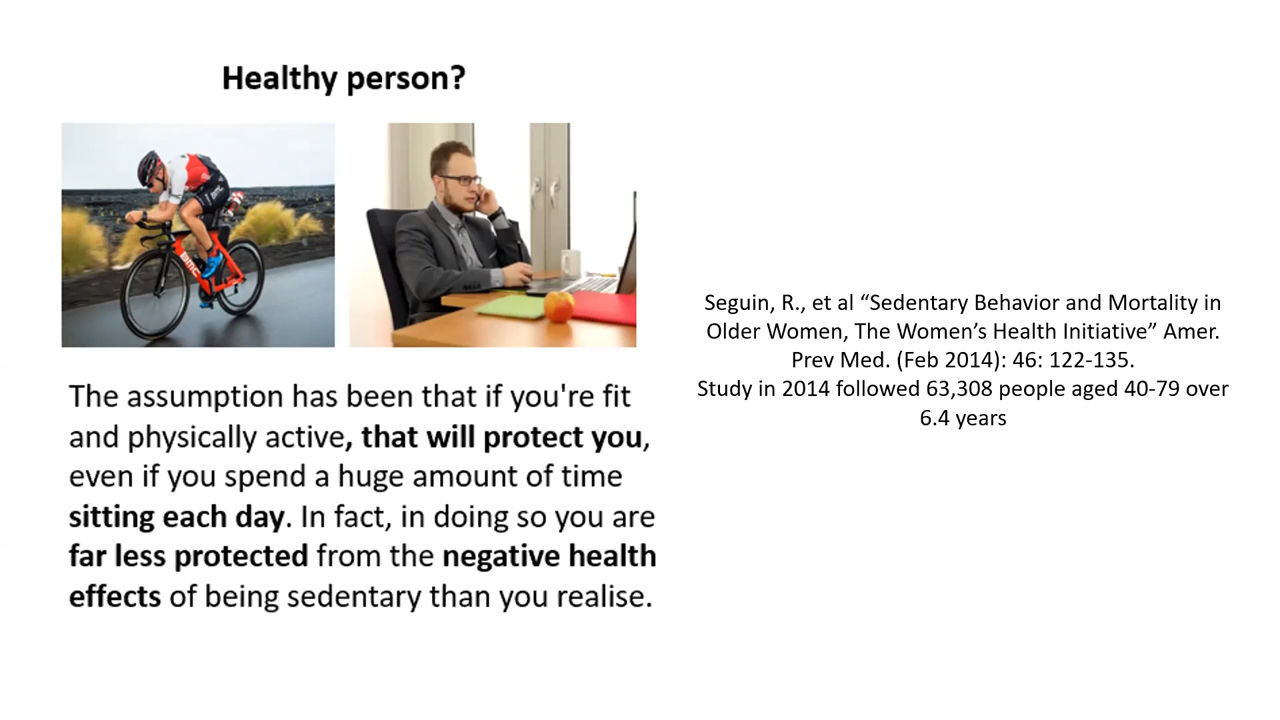 Healthy person?
BMC
The assumption has been that if you're fit
and physically active, that will protect you,
even if you spend a huge amount of time
sitting each day. In fact, in doing so you are
far less protected from the negative health
effects of being sedentary than you realise.
Seguin, R., et al “Sedentary Behavior and Mortality in
Older Women, The Women’s Health Initiative” Amer.
Prev Med. (Feb 2014): 46: 122-135.
Study in 2014 followed 63,308 people aged 40-79 over
6.4 years